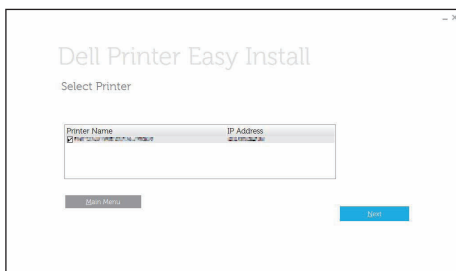 Dell Printer Easy Install
Select Printer
Printer Name IP Address
Main Menu
Next